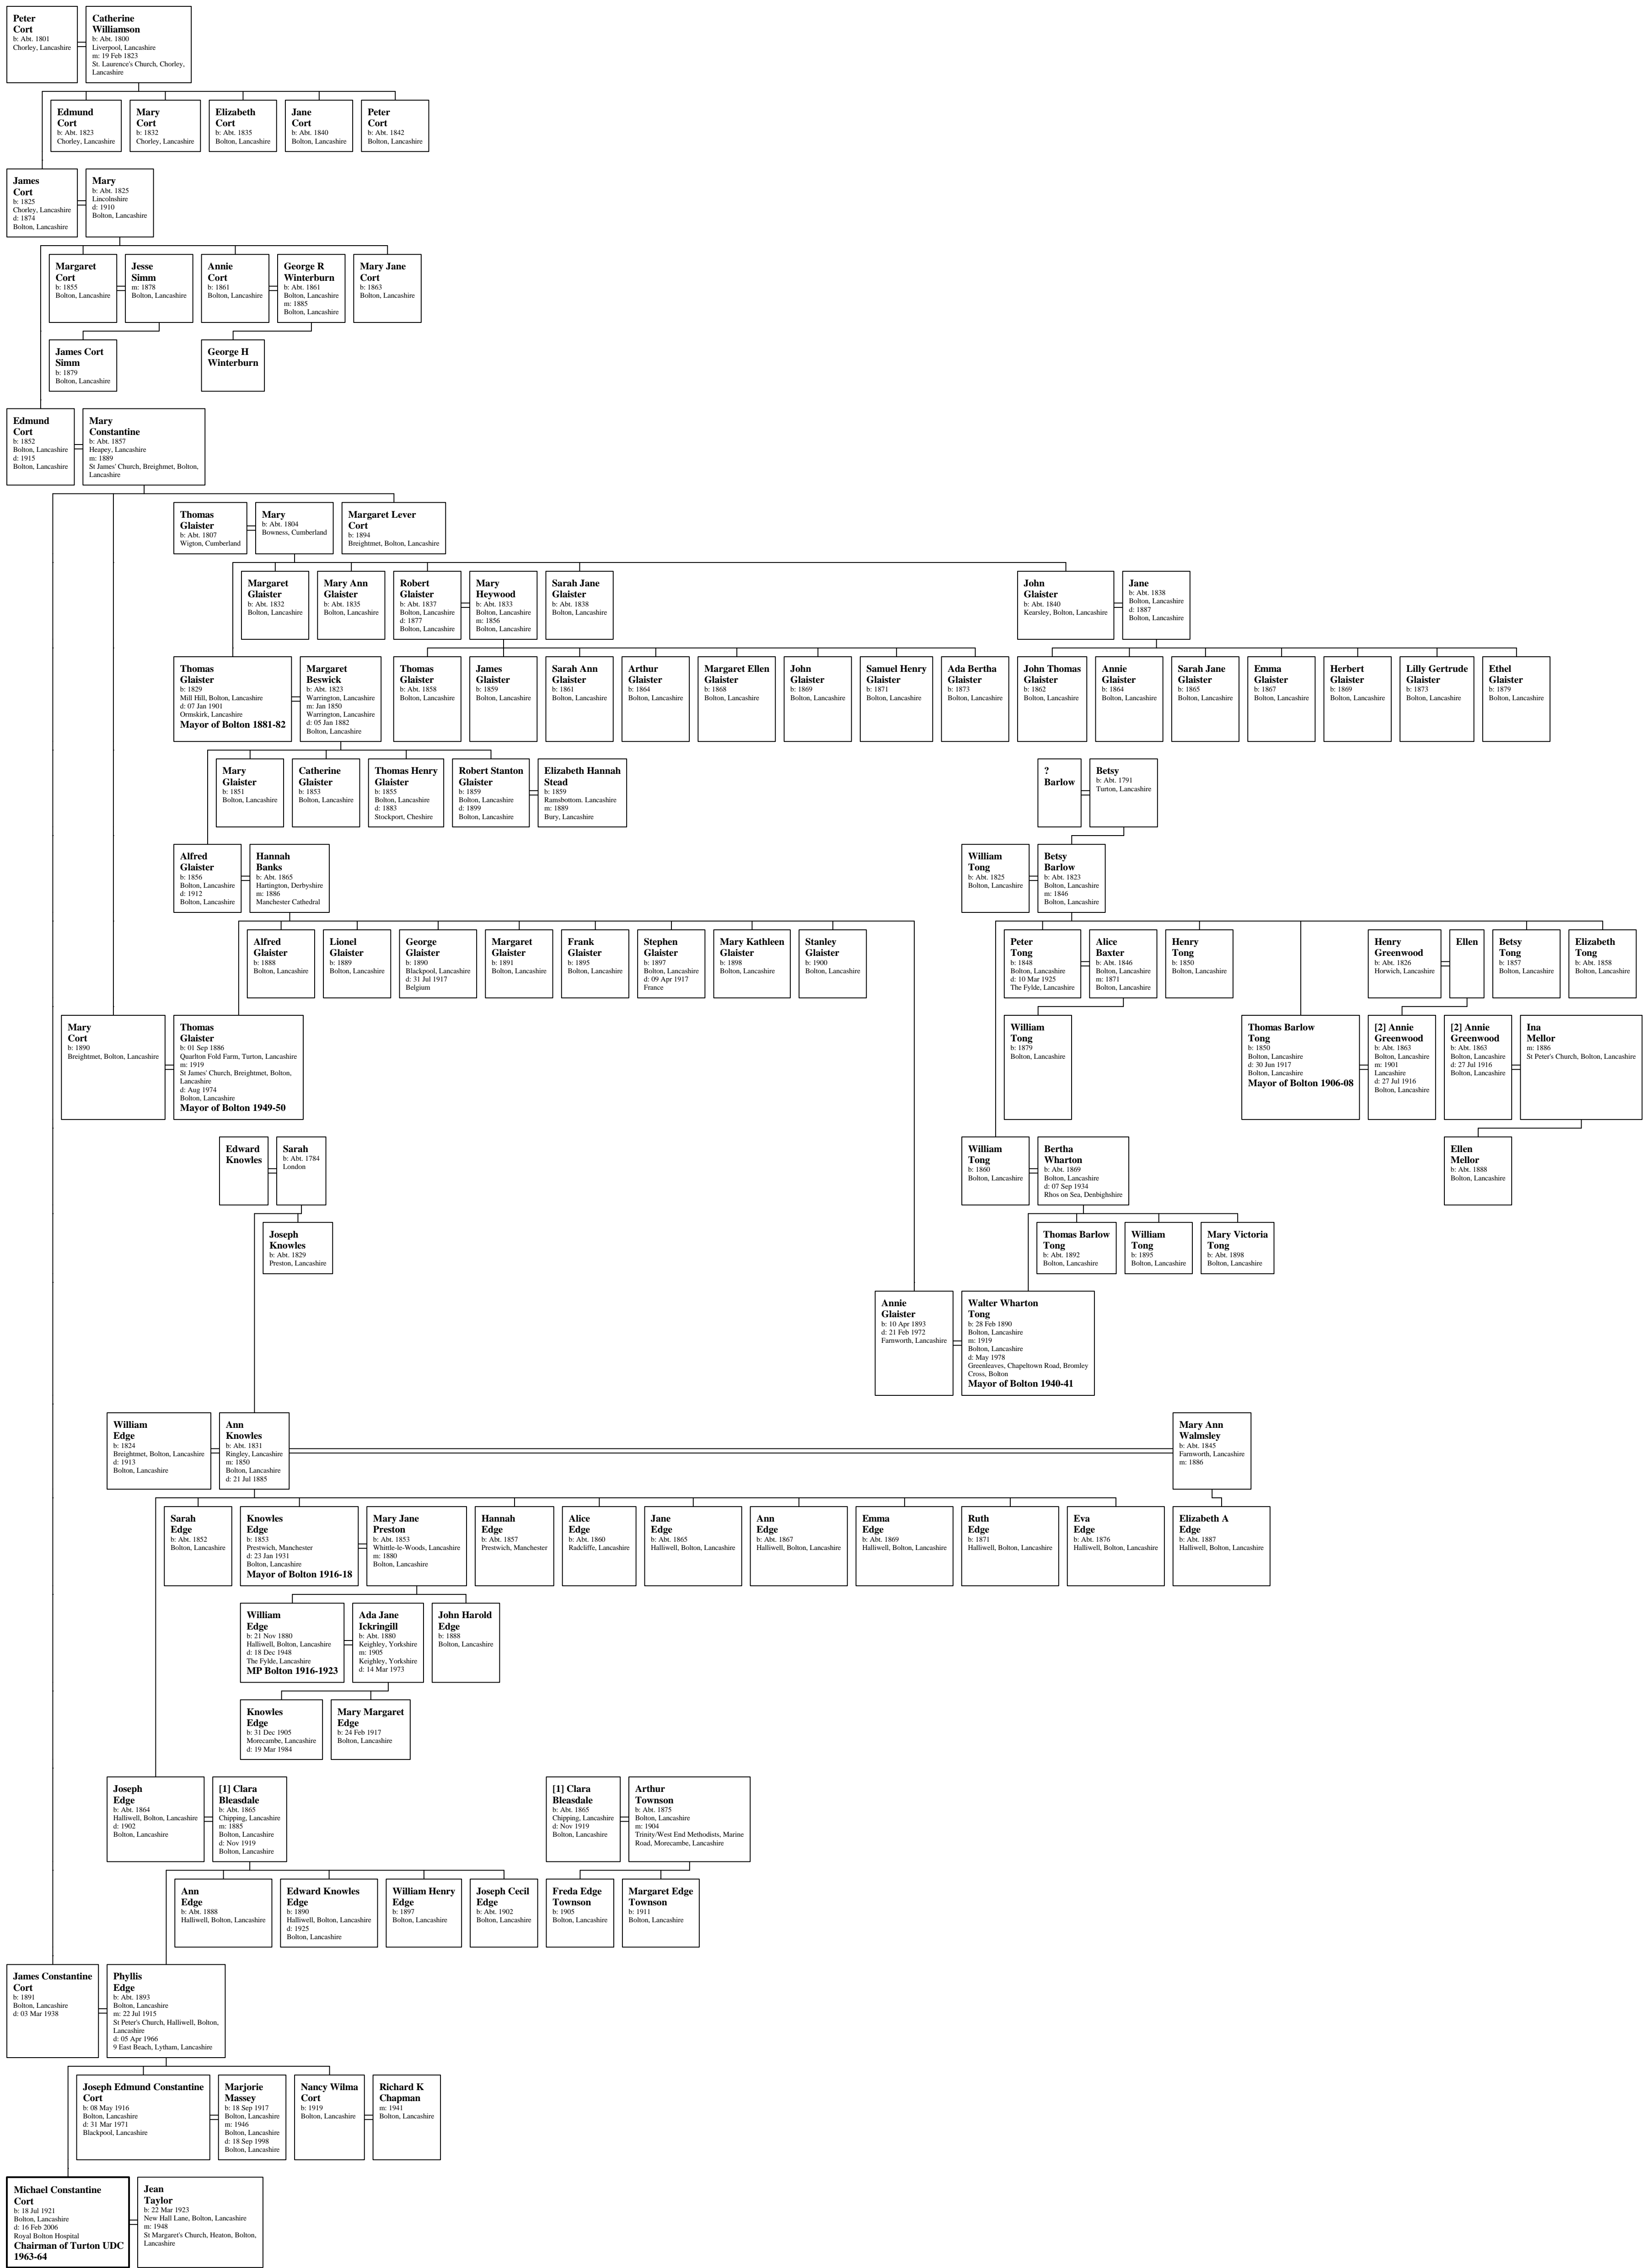 Peter
Cort
b: Abt. 1801
Chorley, Lancashire
Catherine
Williamson
b: Abt. 1800
Liverpool, Lancashire
m: 19 Feb 1823
St. Laurence's Church, Chorley,
Lancashire
Edmund
Cort
b: Abt. 1823
Chorley, Lancashire
Mary
Cort
b: 1832
Chorley, Lancashire
Elizabeth
Cort
b: Abt. 1835
Bolton, Lancashire
Jane
Cort
b: Abt. 1840
Bolton, Lancashire
Peter
Cort
b: Abt. 1842
Bolton, Lancashire
James
Cort
b: 1825
Chorley, Lancashire
d: 1874
Bolton, Lancashire
Mary
b: Abt. 1825
Lincolnshire
d: 1910
Bolton, Lancashire
Margaret
Cort
b: 1855
Bolton, Lancashire
Jesse
Simm
m: 1878
Bolton, Lancashire
Annie
Cort
b: 1861
Bolton, Lancashire
George R
Winterburn
b: Abt. 1861
Bolton, Lancashire
m: 1885
Bolton, Lancashire
Mary Jane
Cort
b: 1863
Bolton, Lancashire
James Cort
Simm
b: 1879
Bolton, Lancashire
George H
Winterburn
Edmund
Cort
b: 1852
Bolton, Lancashire
d: 1915
Bolton, Lancashire
Mary
Constantine
b: Abt. 1857
Heapey, Lancashire
m: 1889
St James' Church, Breighmet, Bolton,
Lancashire
Thomas
Glaister
b: Abt. 1807
Wigton, Cumberland
Mary
b: Abt. 1804
Bowness, Cumberland
Margaret Lever
Cort
b: 1894
Breightmet, Bolton, Lancashire
Margaret
Glaister
b: Abt. 1832
Bolton, Lancashire
Mary Ann
Glaister
b: Abt. 1835
Bolton, Lancashire
Robert
Glaister
b: Abt. 1837
Bolton, Lancashire
d: 1877
Bolton, Lancashire
Mary
Heywood
b: Abt. 1833
Bolton, Lancashire
m: 1856
Bolton, Lancashire
Sarah Jane
Glaister
b: Abt. 1838
Bolton, Lancashire
John
Glaister
b: Abt. 1840
Kearsley, Bolton, Lancashire
Jane
b: Abt. 1838
Bolton, Lancashire
d: 1887
Bolton, Lancashire
Thomas
Glaister
b: 1829
Mill Hill, Bolton, Lancashire
d: 07 Jan 1901
Ormskirk, Lancashire
Mayor of Bolton 1881-82
Margaret
Beswick
b: Abt. 1823
Warrington, Lancashire
m: Jan 1850
Warrington, Lancashire
d: 05 Jan 1882
Bolton, Lancashire
Thomas
Glaister
b: Abt. 1858
Bolton, Lancashire
James
Glaister
b: 1859
Bolton, Lancashire
Sarah Ann
Glaister
b: 1861
Bolton, Lancashire
Arthur
Glaister
b: 1864
Bolton, Lancashire
Margaret Ellen
Glaister
b: 1868
Bolton, Lancashire
John
Glaister
b: 1869
Bolton, Lancashire
Samuel Henry
Glaister
b: 1871
Bolton, Lancashire
Ada Bertha
Glaister
b: 1873
Bolton, Lancashire
John Thomas
Glaister
b: 1862
Bolton, Lancashire
Annie
Glaister
b: 1864
Bolton, Lancashire
Sarah Jane
Glaister
b: 1865
Bolton, Lancashire
Emma
Glaister
b: 1867
Bolton, Lancashire
Herbert
Glaister
b: 1869
Bolton, Lancashire
Lilly Gertrude
Glaister
b: 1873
Bolton, Lancashire
Ethel
Glaister
b: 1879
Bolton, Lancashire
Mary
Glaister
b: 1851
Bolton, Lancashire
Catherine
Glaister
b: 1853
Bolton, Lancashire
Thomas Henry
Glaister
b: 1855
Bolton, Lancashire
d: 1883
Stockport, Cheshire
Robert Stanton
Glaister
b: 1859
Bolton, Lancashire
d: 1899
Bolton, Lancashire
Elizabeth Hannah
Stead
b: 1859
Ramsbottom. Lancashire
m: 1889
Bury, Lancashire
?
Barlow
Betsy
b: Abt. 1791
Turton, Lancashire
Alfred
Glaister
b: 1856
Bolton, Lancashire
d: 1912
Hannah
Banks
b: Abt. 1865
Hartington, Derbyshire
m: 1886
Manchester Cathedral
William
Tong
b: Abt. 1825
Bolton, Lancashire
Betsy
Barlow
b: Abt. 1823
Bolton, Lancashire
m: 1846
Bolton, Lancashire
Alfred
Glaister
b: 1888
Bolton, Lancashire
Lionel
Glaister
b: 1889
Bolton, Lancashire
George
Glaister
b: 1890
Blackpool, Lancashire
d: 31 Jul 1917
Belgium
Margaret
Glaister
b: 1891
Bolton, Lancashire
Frank
Glaister
b: 1895
Bolton, Lancashire
Stephen
Glaister
b: 1897
Bolton, Lancashire
d: 09 Apr 1917
France
Mary Kathleen
Glaister
b: 1898
Bolton, Lancashire
Stanley
Glaister
b: 1900
Bolton, Lancashire
Peter
Tong
b: 1848
Bolton, Lancashire
d: 10 Mar 1925
The Fylde, Lancashire
Alice
Baxter
b: Abt. 1846
Bolton, Lancashire
m: 1871
Bolton, Lancashire
Henry
Tong
b: 1850
Bolton, Lancashire
Henry
Greenwood
b: Abt. 1826
Horwich, Lancashire
Ellen
Betsy
Tong
b: 1857
Bolton, Lancashire
Elizabeth
Tong
b: Abt. 1858
Bolton, Lancashire
Mary
Cort
b: 1890
Breightmet, Bolton, Lancashire
Thomas
Glaister
b: 01 Sep 1886
Quarlton Fold Farm, Turton, Lancashire
m: 1919
St James' Church, Breightmet, Bolton,
Lancashire
d: Aug 1974
Bolton, Lancashire
Mayor of Bolton 1949-50
William
Tong
b: 1879
Bolton, Lancashire
Thomas Barlow
Tong
b: 1850
Bolton, Lancashire
d: 30 Jun 1917
Bolton, Lancashire
Mayor of Bolton 1906-08
[2] Annie
Greenwood
b: Abt. 1863
Bolton, Lancashire
m: 1901
Lancashire
d: 27 Jul 1916
Bolton, Lancashire
[2] Annie
Greenwood
b: Abt. 1863
Bolton, Lancashire
d: 27 Jul 1916
Bolton, Lancashire
Ina
Mellor
m: 1886
St Peter's Church, Bolton, Lancashire
Edward
Knowles
Sarah
b: Abt. 1784
London
William
Tong
b: 1860
Bolton, Lancashire
Bertha
Wharton
b: Abt. 1869
Bolton, Lancashire
d: 07 Sep 1934
Rhos on Sea, Denbighshire
Ellen
Mellor
b: Abt. 1888
Bolton, Lancashire
Joseph
Knowles
b: Abt. 1829
Preston, Lancashire
Thomas Barlow
Tong
b: Abt. 1892
Bolton, Lancashire
William
Tong
b: 1895
Bolton, Lancashire
Mary Victoria
Tong
b: Abt. 1898
Bolton, Lancashire
Annie
Glaister
b: 10 Apr 1893
d: 21 Feb 1972
Farnworth, Lancashire
Walter Wharton
Tong
b: 28 Feb 1890
Bolton, Lancashire
m: 1919
Bolton, Lancashire
d: May 1978
Greenleaves, Chapeltown Road, Bromley
Cross, Bolton
Mayor of Bolton 1940-41
William
Edge
b: 1824
Breightmet, Bolton, Lancashire
d: 1913
Bolton, Lancashire
Ann
Knowles
b: Abt. 1831
Ringley, Lancashire
m: 1850
Bolton, Lancashire
d: 21 Jul 1885
Mary Ann
Walmsley
b: Abt. 1845
Farnworth, Lancashire
m: 1886
Sarah
Edge
b: Abt. 1852
Bolton, Lancashire
Knowles
Edge
b: 1853
Prestwich, Manchester
d: 23 Jan 1931
Bolton, Lancashire
Mayor of Bolton 1916-18
Mary Jane
Preston
b: Abt. 1853
Whittle-le-Woods, Lancashire
m: 1880
Bolton, Lancashire
Hannah
Edge
b: Abt. 1857
Prestwich, Manchester
Alice
Edge
b: Abt. 1860
Radcliffe, Lancashire
Jane
Edge
b: Abt. 1865
Halliwell, Bolton, Lancashire
Ann
Edge
b: Abt. 1867
Halliwell, Bolton, Lancashire
Emma
Edge
b: Abt. 1869
Halliwell, Bolton, Lancashire
Ruth
Edge
b: 1871
Halliwell, Bolton, Lancashire
Eva
Edge
b: Abt. 1876
Halliwell, Bolton, Lancashire
Elizabeth A
Edge
b: Abt. 1887
Halliwell, Bolton, Lancashire
William
Edge
b: 21 Nov 1880
Halliwell, Bolton, Lancashire
d: 18 Dec 1948
The Fylde, Lancashire
MP Bolton 1916-1923
Ada Jane
Ickringill
b: Abt. 1880
Keighley, Yorkshire
m: 1905
Keighley, Yorkshire
d: 14 Mar 1973
John Harold
Edge
b: 1888
Bolton, Lancashire
Knowles
Edge
b: 31 Dec 1905
Morecambe, Lancashire
d: 19 Mar 1984
Mary Margaret
Edge
b: 24 Feb 1917
Bolton, Lancashire
Joseph
Edge
b: Abt. 1864
Halliwell, Bolton, Lancashire
d: 1902
Bolton, Lancashire
[1] Clara
Bleasdale
b: Abt. 1865
Chipping, Lancashire
m: 1885
Bolton, Lancashire
d: Nov 1919
Bolton, Lancashire
[1] Clara
Bleasdale
b: Abt. 1865
Chipping, Lancashire
d: Nov 1919
Bolton, Lancashire
Arthur
Townson
b: Abt. 1875
Bolton, Lancashire
m: 1904
Trinity/West End Methodists, Marine
Road, Morecambe, Lancashire
Ann
Edge
b: Abt. 1888
Halliwell, Bolton, Lancashire
Edward Knowles
Edge
b: 1890
Halliwell, Bolton, Lancashire
d: 1925
Bolton, Lancashire
William Henry
Edge
b: 1897
Bolton, Lancashire
Joseph Cecil
Edge
b: Abt. 1902
Bolton, Lancashire
Freda Edge
Townson
b: 1905
Bolton, Lancashire
Margaret Edge
Townson
b: 1911
Bolton, Lancashire
James Constantine
Cort
b: 1891
Bolton, Lancashire
d: 03 Mar 1938
Phyllis
Edge
b: Abt. 1893
Bolton, Lancashire
m: 22 Jul 1915
St Peter's Church, Halliwell, Bolton,
Lancashire
d: 05 Apr 1966
9 East Beach, Lytham, Lancashire
Joseph Edmund Constantine
Cort
b: 08 May 1916
Bolton, Lancashire
d: 31 Mar 1971
Blackpool, Lancashire
Marjorie
Massey
b: 18 Sep 1917
Bolton, Lancashire
m: 1946
Bolton, Lancashire
d: 18 Sep 1998
Bolton, Lancashire
Nancy Wilma
Cort
b: 1919
Bolton, Lancashire
Richard K
Chapman
m: 1941
Bolton, Lancashire
Michael Constantine
Cort
b: 18 Jul 1921
Bolton, Lancashire
d: 16 Feb 2006
Royal Bolton Hospital
Chairman of Turton UDC
1963-64
Jean
Taylor
b: 22 Mar 1923
New Hall Lane, Bolton, Lancashire
m: 1948
St Margaret's Church, Heaton, Bolton,
Lancashire